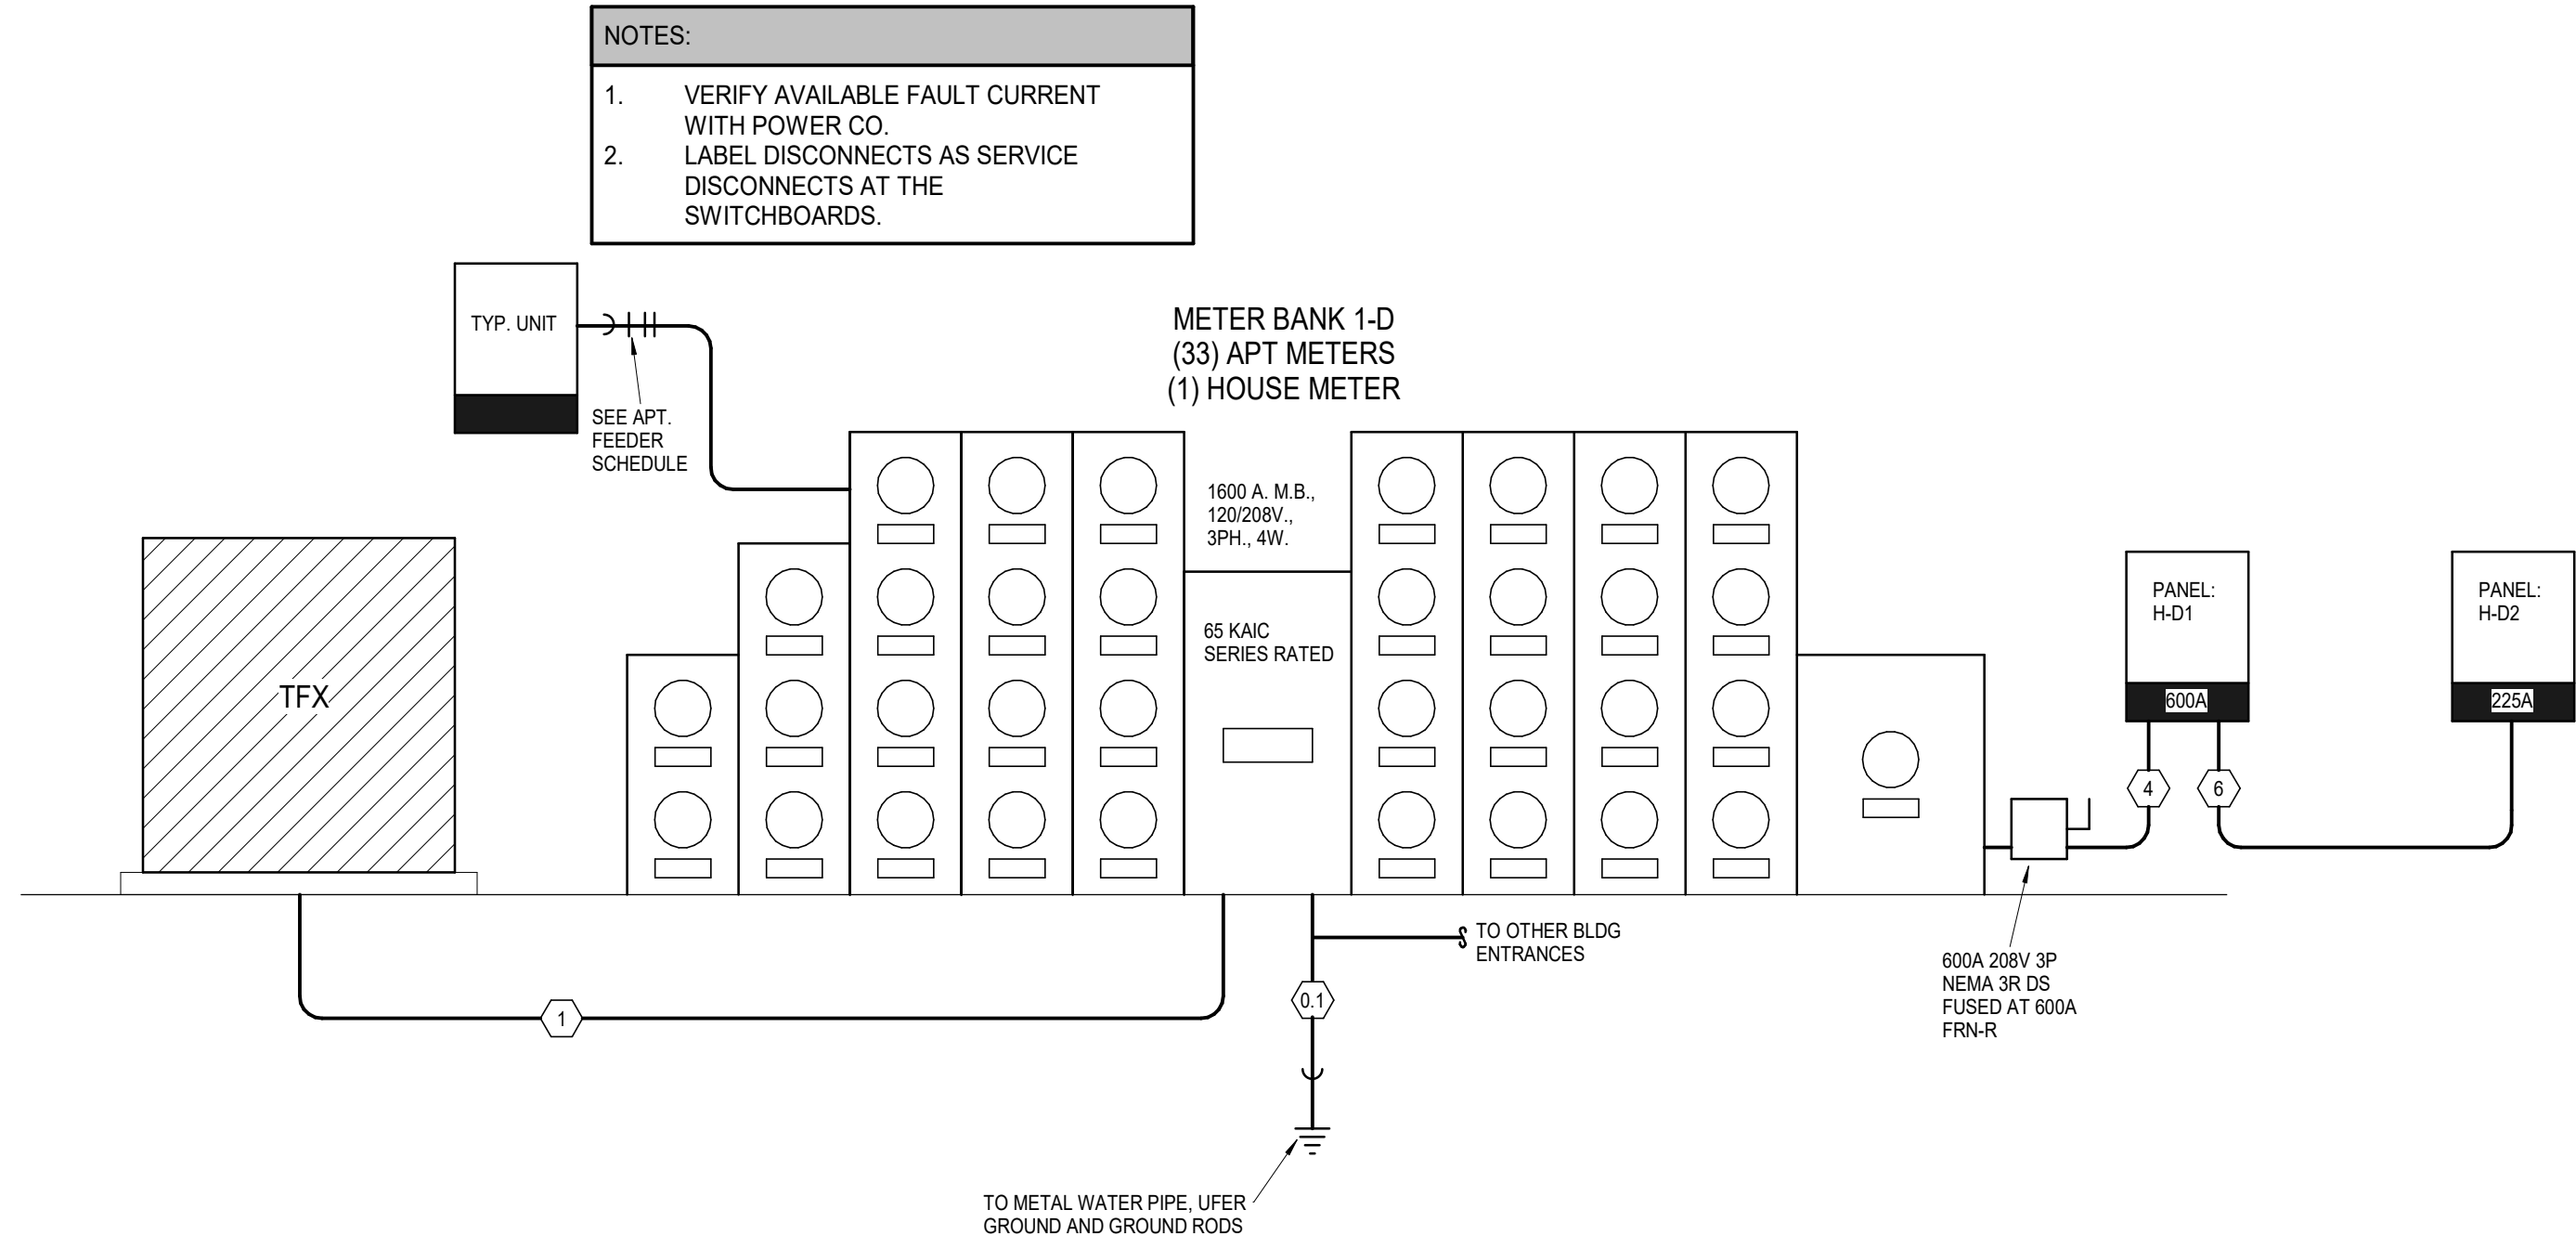 NOTES:
1. VERIFY AVAILABLE FAULT CURRENT
WITH POWER CO.
2. LABEL DISCONNECTS AS SERVICE
DISCONNECTS AT THE
SWITCHBOARDS.
TYP. UNIT
SEE APT.
FEEDER
SCHEDULE
METER BANK 1-D
(33) APT METERS
(1) HOUSE METER
1600 A. M.B.,
120/208V.,
3PH., 4W.
65 KAIC
SERIES RATED
TFX
PANEL:
H-D1
600A
PANEL:
H-D2
225A
4
6
TO OTHER BLDG
ENTRANCES
600A 208V 3P
NEMA 3R DS
FUSED AT 600A
FRN-R
1
0.1
TO METAL WATER PIPE, UFER
GROUND AND GROUND RODS